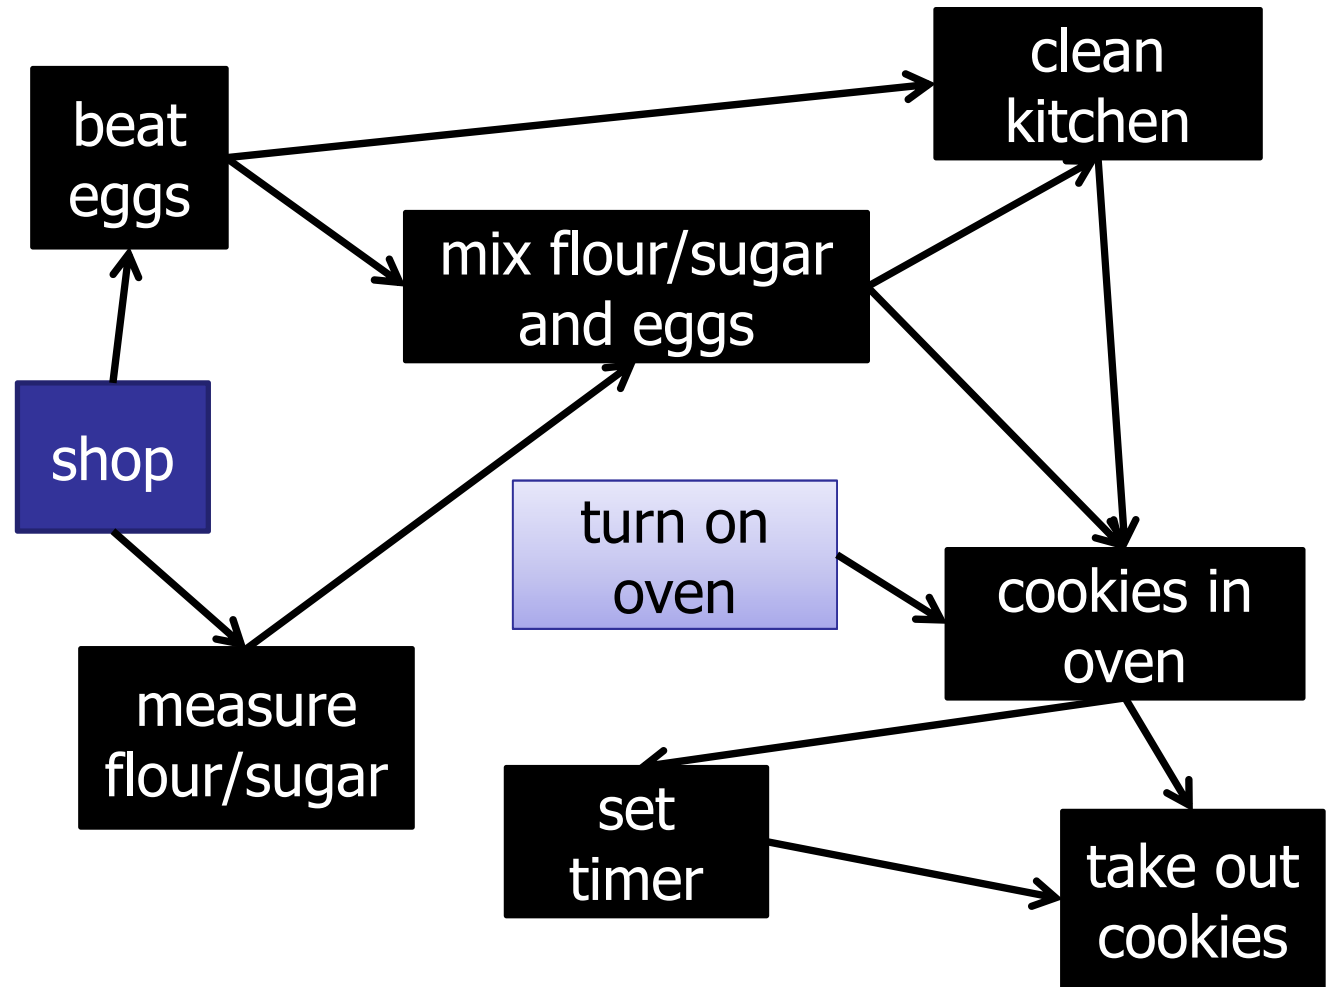 clean
kitchen
beat
eggs
mix flour/sugar
and eggs
shop
turn on
oven
cookies in
oven
measure
flour/sugar
set
timer
take out
cookies